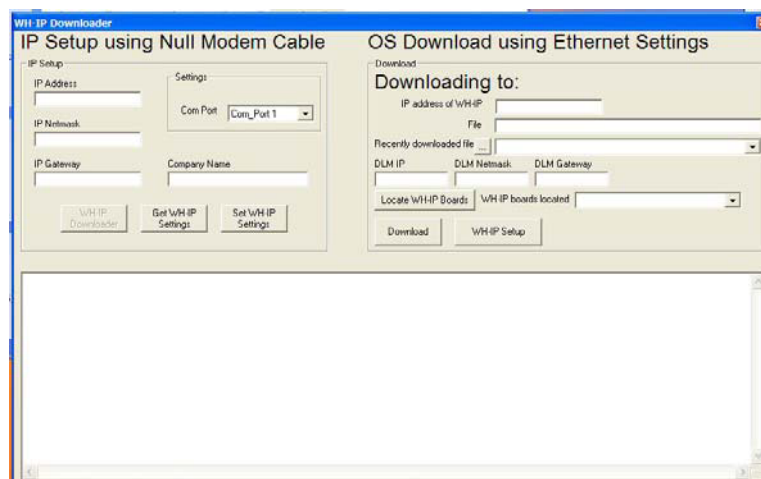 WH-IP Downloader
IP Setup using Null Modem Cable
IP Setup
IP Address
Settings
Com Port
Com_Port 1
IP Netmask
IP Gateway
Company Name
WH-IP Downloader
Get WH-IP Settings
Set WH-IP Settings
OS Download using Ethernet Settings
Download
Downloading to:
IP address of WH-IP
File
Recently downloaded file ...
DLM IP
DLM Netmask
DLM Gateway
Locate WH-IP Boards
WH-IP boards located
Download
WH-IP Setup